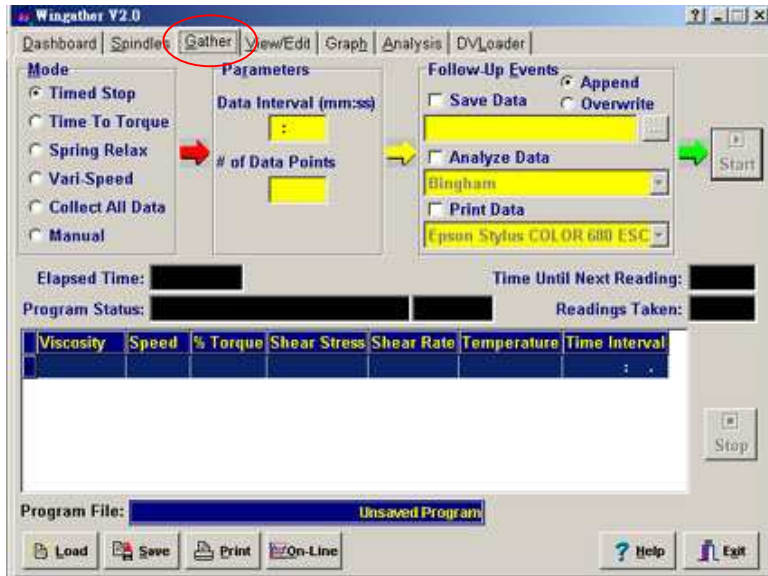 Wingather V2.0
Dashboard Spindles Gather View/Edit Graph Analysis DVLoader
Mode
Timed Stop
Time To Torque
Spring Relax
Vari-Speed
Collect All Data
Manual
Parameters
Data Interval (mm:ss)
:
# of Data Points
Follow-Up Events
Append
Save Data
Overwrite
...
Analyze Data
Bingham
Print Data
Epson Stylus COLOR 680 ESC
Start
Elapsed Time:
Time Until Next Reading:
Program Status:
Readings Taken:
Viscosity Speed % Torque Shear Stress Shear Rate Temperature Time Interval
: .
Stop
Program File: Unsaved Program
Load Save Print On-Line ? Help Exit